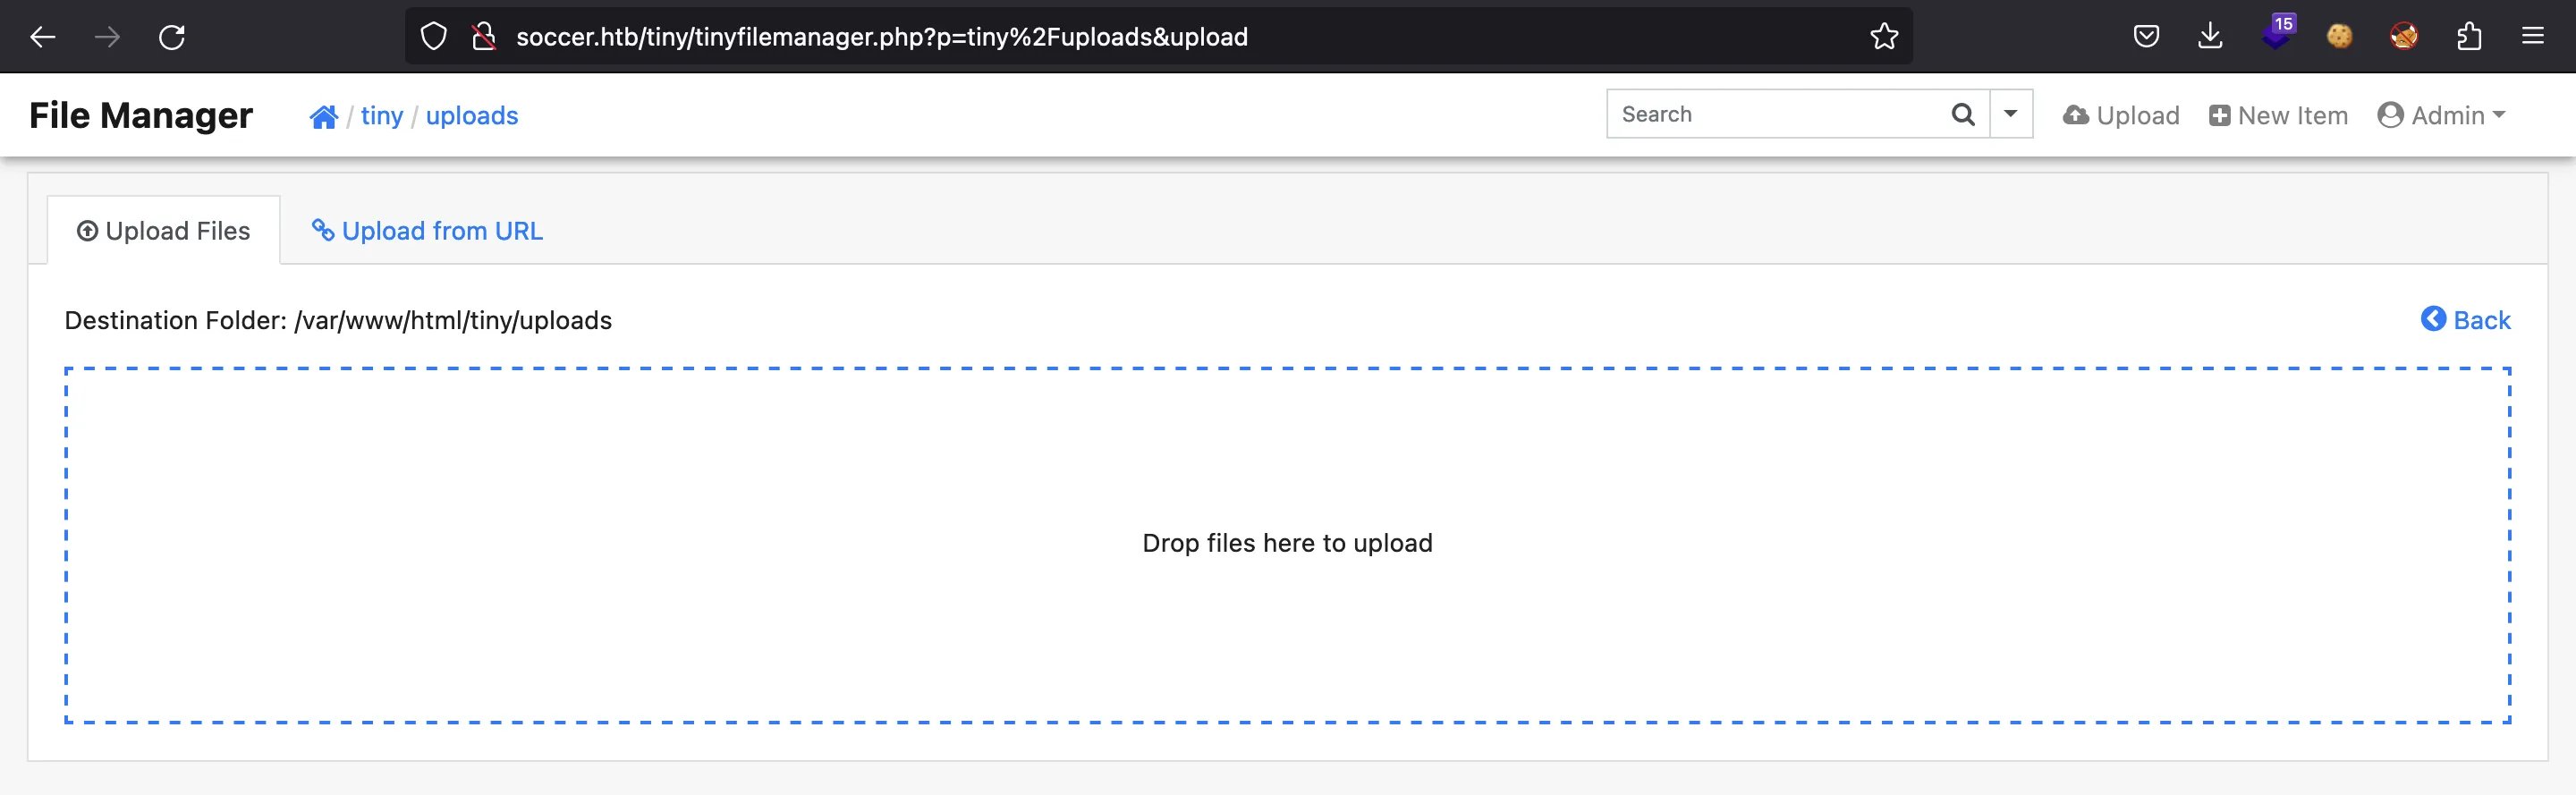 soccer.htb/tiny/tinyfilemanager.php?p=tiny%2Fuploads&upload
15
File Manager
/ tiny / uploads
Search
Upload
New Item
Admin
Upload Files
Upload from URL
Destination Folder: /var/www/html/tiny/uploads
Back
Drop files here to upload